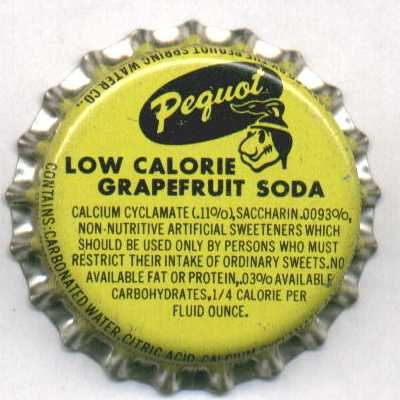 Pequot
LOW CALORIE
GRAPEFRUIT SODA
CALCIUM CYCLAMATE (.11%), SACCHARIN .0093%,
NON-NUTRITIVE ARTIFICIAL SWEETENERS WHICH
SHOULD BE USED ONLY BY PERSONS WHO MUST
RESTRICT THEIR INTAKE OF ORDINARY SWEETS. NO
AVAILABLE FAT OR PROTEIN,.03% AVAILABLE
CARBOHYDRATES, 1/4 CALORIE PER
FLUID OUNCE.
PEQUOT SPRING WATER CO.
CONTAINS: CARBONATED WATER, CITRIC ACID, CALCIUM